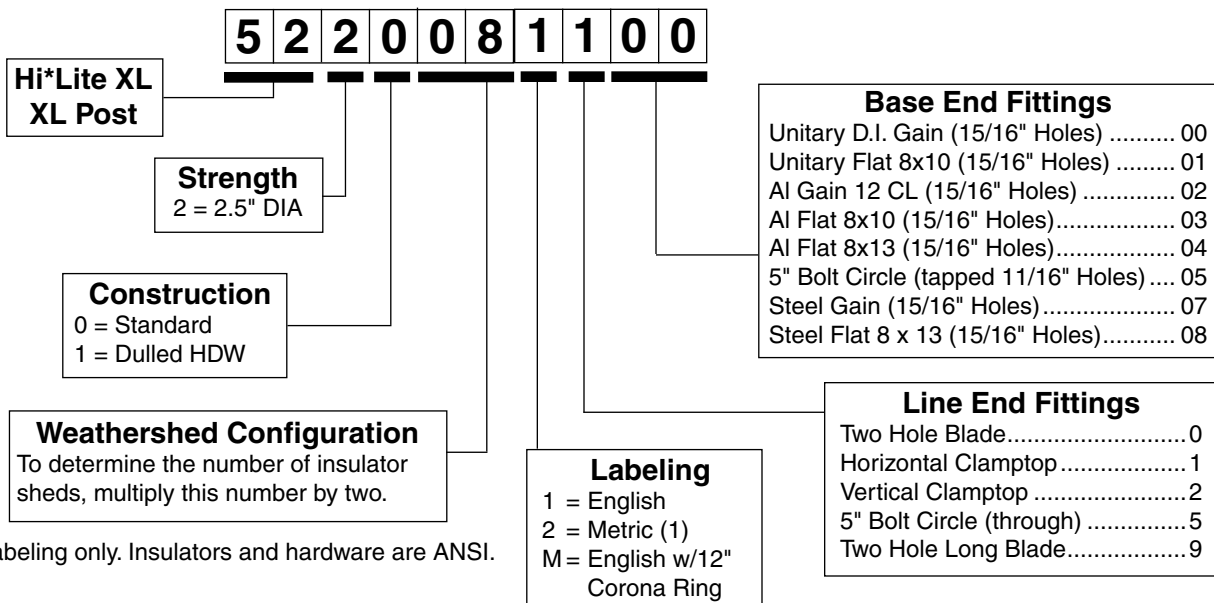 5 2 2 0 0 8 1 1 0 0
Hi*Lite XL
XL Post
Strength
2 = 2.5" DIA
Construction
0 = Standard
1 = Dulled HDW
Weathershed Configuration
To determine the number of insulator
sheds, multiply this number by two.
abeling only. Insulators and hardware are ANSI.
Labeling
1 = English
2 = Metric (1)
M = English w/12"
Corona Ring
Base End Fittings
Unitary D.I. Gain (15/16" Holes) .......... 00
Unitary Flat 8x10 (15/16" Holes) ......... 01
Al Gain 12 CL (15/16" Holes) .............. 02
Al Flat 8x10 (15/16" Holes).................. 03
Al Flat 8x13 (15/16" Holes).................. 04
5" Bolt Circle (tapped 11/16" Holes) .... 05
Steel Gain (15/16" Holes).................... 07
Steel Flat 8 x 13 (15/16" Holes)........... 08
Line End Fittings
Two Hole Blade............................0
Horizontal Clamptop.................... 1
Vertical Clamptop ........................2
5" Bolt Circle (through) ............... 5
Two Hole Long Blade................... 9